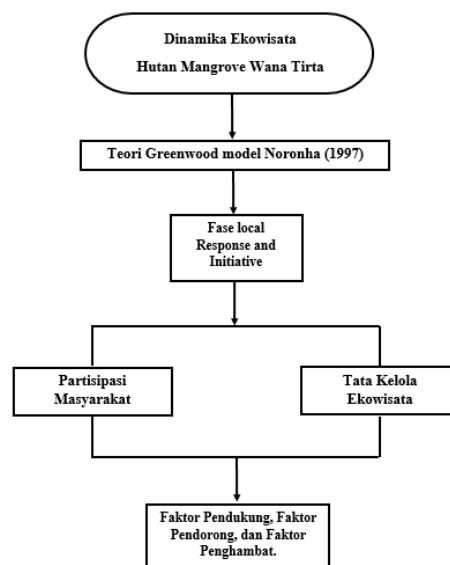 Dinamika Ekowisata
Hutan Mangrove Wana Tirta
Teori Greenwood model Noronha (1997)
Fase local
Response and
Initiative
Partisipasi
Masyarakat
Tata Kelola
Ekowisata
Faktor Pendukung, Faktor
Pendorong, dan Faktor
Penghambat.